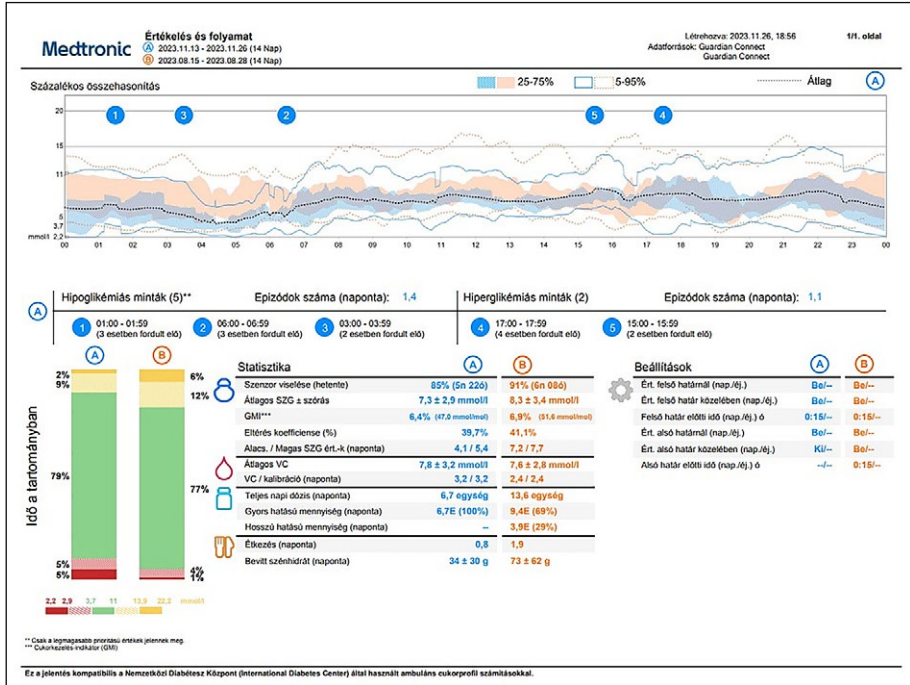 Medtronic
Értékelés és folyamat
A 2023.11.13 - 2023.11.26 (14 Nap)
B 2023.08.15 - 2023.08.28 (14 Nap)
Létrehozva: 2023.11.26, 18:56
1/1. oldal
Adatforrások: Guardian Connect
Guardian Connect
Százalékos összehasonítás
25-75% 5-95% Átlag A
20
15
11
5
3,7
mmol/l 2,2
1 3 2 5 4
00 01 02 03 04 05 06 07 08 09 10 11 12 13 14 15 16 17 18 19 20 21 22 23 00
A
Hipoglikémiás minták (5)** Epizódok száma (naponta): 1,4
Hiperglikémiás minták (2) Epizódok száma (naponta): 1,1
1 01:00 - 01:59
(3 esetben fordult elő)
2 06:00 - 06:59
(3 esetben fordult elő)
3 03:00 - 03:59
(2 esetben fordult elő)
4 17:00 - 17:59
(4 esetben fordult elő)
5 15:00 - 15:59
(2 esetben fordult elő)
Idő a tartományban
A B
2% 6%
9% 12%
79% 77%
5% 4%
5% 1%
2,2 2,9 3,7 11 13,9 22,2 mmol/l
Statisztika A B
Szenzor viselése (hetente) 85% (5n 22ó) 91% (6n 08ó)
Átlagos SZG ± szórás 7,3 ± 2,9 mmol/l 8,3 ± 3,4 mmol/l
GMI*** 6,4% (47,0 mmol/mol) 6,9% (51,6 mmol/mol)
Eltérés koefficiense (%) 39,7% 41,1%
Alacs. / Magas SZG ért.-k (naponta) 4,1 / 5,4 7,2 / 7,7
Átlagos VC 7,8 ± 3,2 mmol/l 7,6 ± 2,8 mmol/l
VC / kalibráció (naponta) 3,2 / 3,2 2,4 / 2,4
Teljes napi dózis (naponta) 6,7 egység 13,6 egység
Gyors hatású mennyiség (naponta) 6,7E (100%) 9,4E (69%)
Hosszú hatású mennyiség (naponta) -- 3,9E (29%)
Étkezés (naponta) 0,8 1,9
Bevitt szénhidrát (naponta) 34 ± 30 g 73 ± 62 g
Beállítások A B
Ért. felső határnál (nap./éj.) Be/-- Be/--
Ért. felső határ közelében (nap./éj.) Be/-- Be/--
Felső határ előtti idő (nap./éj.) ó 0:15/-- 0:15/--
Ért. alsó határnál (nap./éj.) Be/-- Be/--
Ért. alsó határ közelében (nap./éj.) Ki/-- Be/--
Alsó határ előtti idő (nap./éj.) ó --/-- 0:15/--
** Csak a legmagasabb prioritású értékek jelennek meg.
*** Cukorkezelés-indikátor (GMI)
Ez a jelentés kompatibilis a Nemzetközi Diabétesz Központ (International Diabetes Center) által használt ambuláns cukorprofil számításokkal.